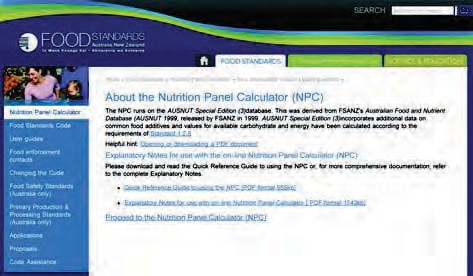 SEARCH
FOOD STANDARDS
Australia New Zealand
Te Mana Kounga Kai – Ahitereiria me Aotearoa
FOOD STANDARDS
SCIENCE & EDUCATION
Nutrition Panel Calculator
Food Standards Code
User guides
Food enforcement
contacts
Changing the Code
Food Safety Standards
(Australia only)
Primary Production &
Processing Standards
(Australia only)
Applications
Proposals
Code Assistance
About the Nutrition Panel Calculator (NPC)
The NPC runs on the AUSNUT Special Edition (3)database. This was derived from FSANZ's Australian Food and Nutrient
Database (AUSNUT 1999, released by FSANZ in 1999. AUSNUT Special Edition (3)incorporates additional data on
common food additives and values for available carbohydrate and energy have been calculated according to the
requirements of Standard 1.2.8
Helpful hint: Opening or downloading a PDF document
Explanatory Notes for use with the on-line Nutrition Panel Calculator (NPC)
Please download and read the Quick Reference Guide to using the NPC or, for more comprehensive documentation, refer
to the complete Explanatory Notes.
• Quick Reference Guide to using the NPC [PDF format
• Explanatory Notes for use with on-line Nutrition Panel Calculator [ PDF format
Proceed to the Nutrition Panel Calculator (NPC)